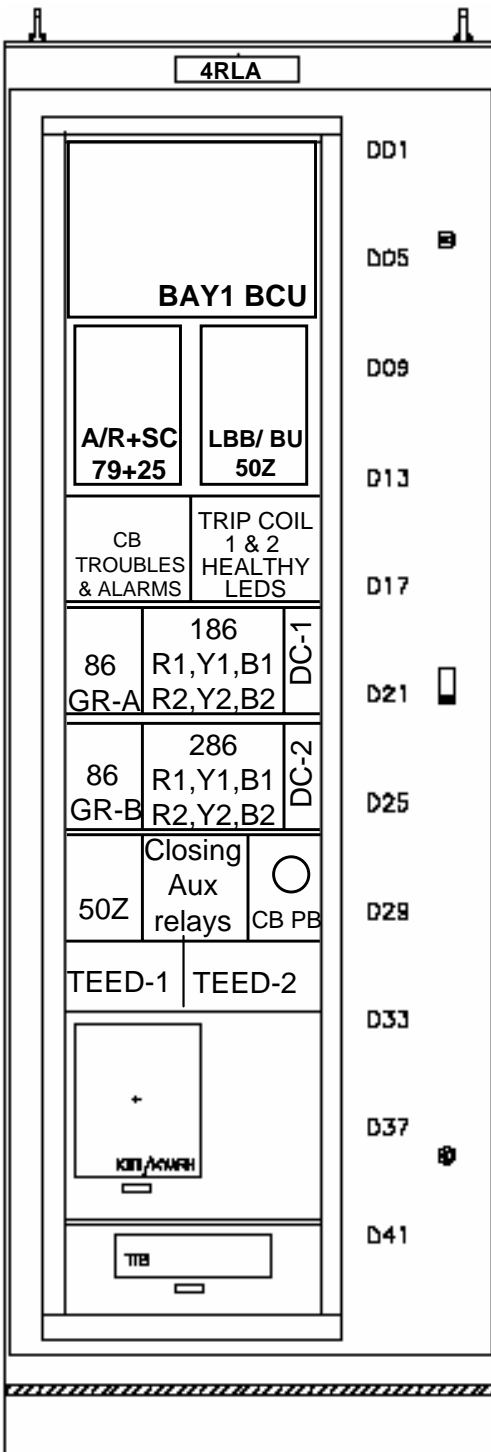 4RLA
DD1
BAY1 BCU
D05
D09
A/R+SC
79+25
LBB/ BU
50Z
D13
CB
TROUBLES
& ALARMS
TRIP COIL
1 & 2
HEALTHY
LEDS
D17
86
GR-A
186
R1,Y1,B1
R2,Y2,B2
DC-1
D21
86
GR-B
286
R1,Y1,B1
R2,Y2,B2
DC-2
D25
50Z
Closing
Aux
relays
CB PB
D29
TEED-1
TEED-2
D33
D37
D41
TTB